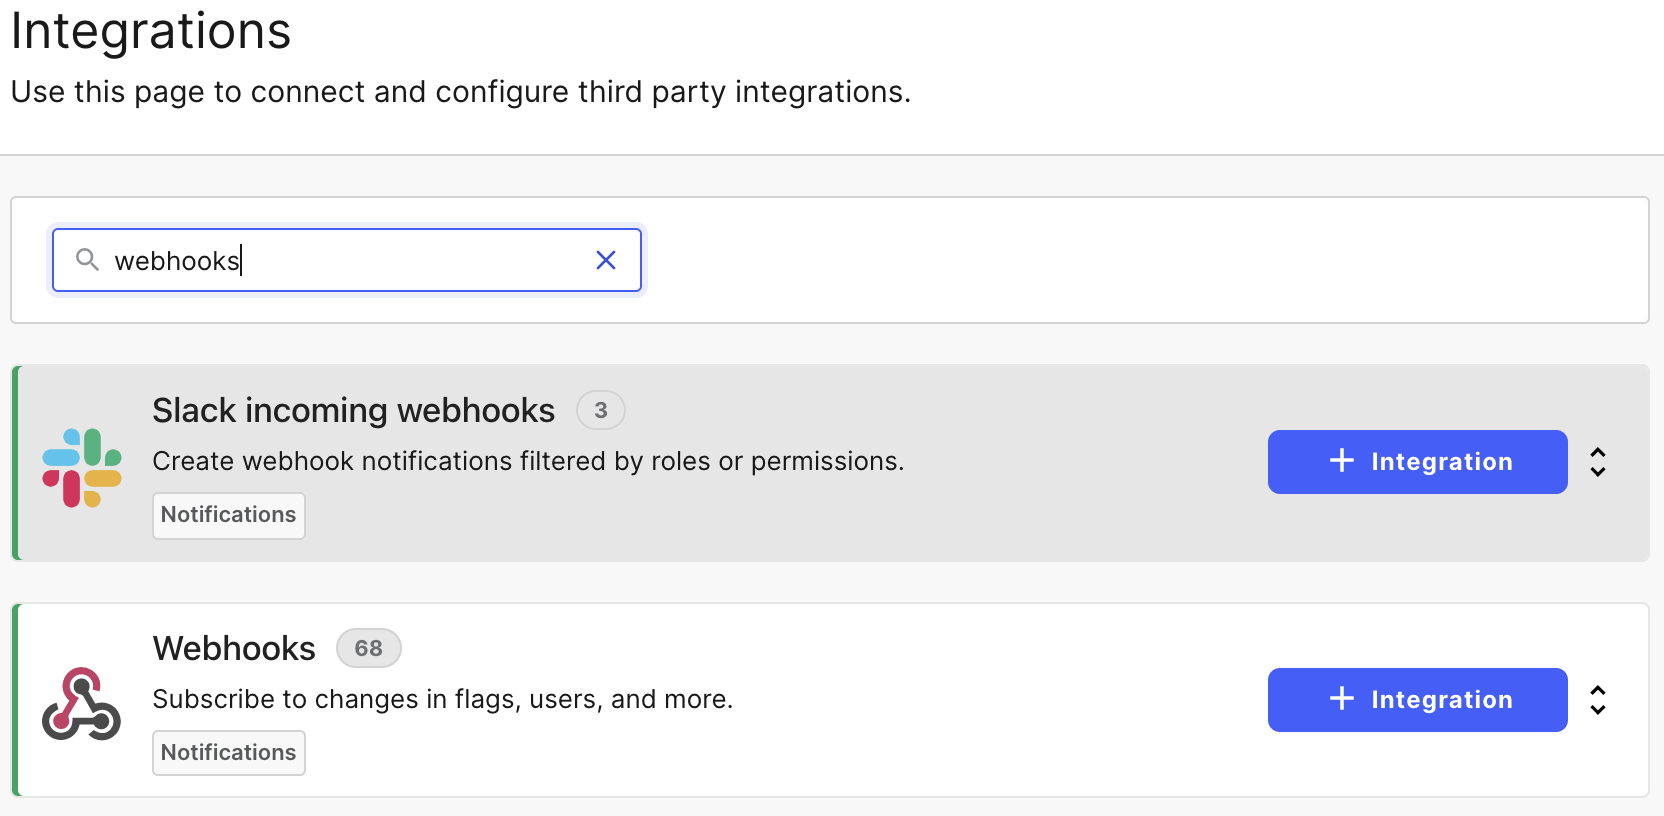 Integrations
Use this page to connect and configure third party integrations.
webhooks
Slack incoming webhooks 3
Create webhook notifications filtered by roles or permissions.
+ Integration
Notifications
Webhooks 68
Subscribe to changes in flags, users, and more.
+ Integration
Notifications